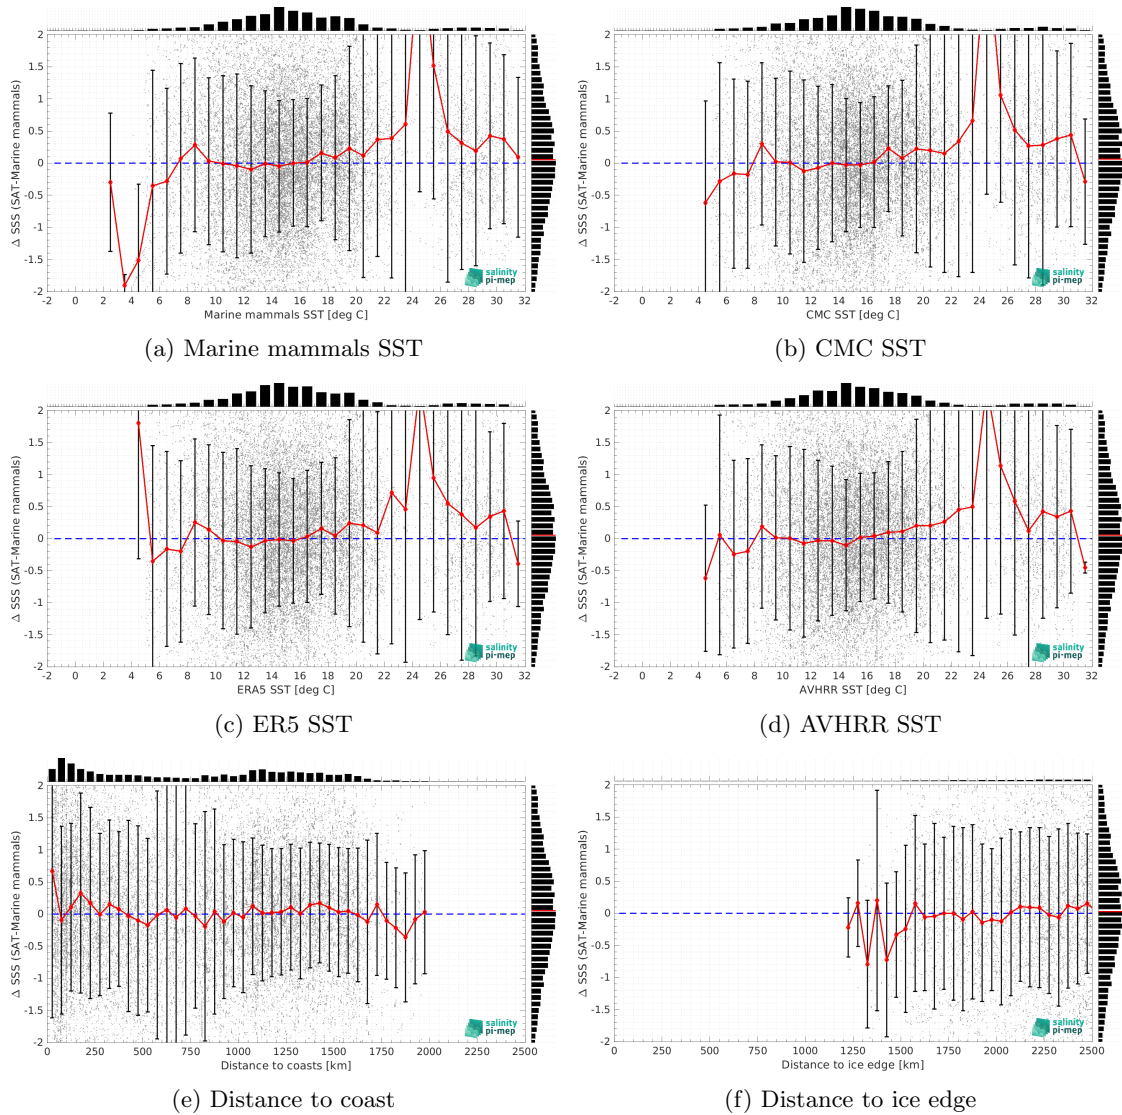 2
1.5
1
0.5
0
-0.5
-1
-1.5
-2
Δ SSS (SAT-Marine mammals)
-2 0 2 4 6 8 10 12 14 16 18 20 22 24 26 28 30 32
Marine mammals SST [deg C]
salinity
pi-mep
(a) Marine mammals SST
2
1.5
1
0.5
0
-0.5
-1
-1.5
-2
Δ SSS (SAT-Marine mammals)
-2 0 2 4 6 8 10 12 14 16 18 20 22 24 26 28 30 32
CMC SST [deg C]
salinity
pi-mep
(b) CMC SST
2
1.5
1
0.5
0
-0.5
-1
-1.5
-2
Δ SSS (SAT-Marine mammals)
-2 0 2 4 6 8 10 12 14 16 18 20 22 24 26 28 30 32
ERA5 SST [deg C]
salinity
pi-mep
(c) ER5 SST
2
1.5
1
0.5
0
-0.5
-1
-1.5
-2
Δ SSS (SAT-Marine mammals)
-2 0 2 4 6 8 10 12 14 16 18 20 22 24 26 28 30 32
AVHRR SST [deg C]
salinity
pi-mep
(d) AVHRR SST
2
1.5
1
0.5
0
-0.5
-1
-1.5
-2
Δ SSS (SAT-Marine mammals)
0 250 500 750 1000 1250 1500 1750 2000 2250 2500
Distance to coasts [km]
salinity
pi-mep
(e) Distance to coast
2
1.5
1
0.5
0
-0.5
-1
-1.5
-2
Δ SSS (SAT-Marine mammals)
0 250 500 750 1000 1250 1500 1750 2000 2250 2500
Distance to ice edge [km]
salinity
pi-mep
(f) Distance to ice edge